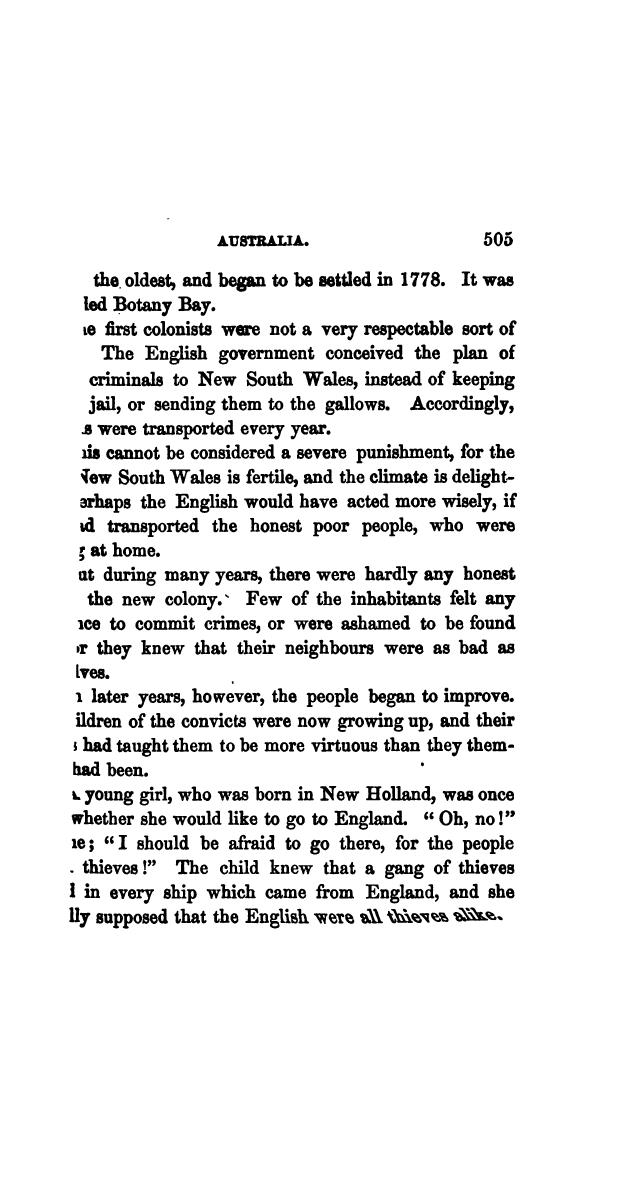 AUSTRALIA. 505
the oldest, and began to be settled in 1778. It was
led Botany Bay.
first colonists were not a very respectable sort of
The English government conceived the plan of
criminals to New South Wales, instead of keeping
jail, or sending them to the gallows. Accordingly,
were transported every year.
cannot be considered a severe punishment, for the
New South Wales is fertile, and the climate is delight-
erhaps the English would have acted more wisely, if
transported the honest poor people, who were
at home.
ut during many years, there were hardly any honest
the new colony. Few of the inhabitants felt any
nce to commit crimes, or were ashamed to be found
they knew that their neighbours were as bad as
lves.
later years, however, the people began to improve.
ildren of the convicts were now growing up, and their
had taught them to be more virtuous than they them-
had been.
young girl, who was born in New Holland, was once
whether she would like to go to England. “Oh, no!”
“I should be afraid to go there, for the people
thieves!” The child knew that a gang of thieves
in every ship which came from England, and she
lly supposed that the English were all thieves alike.